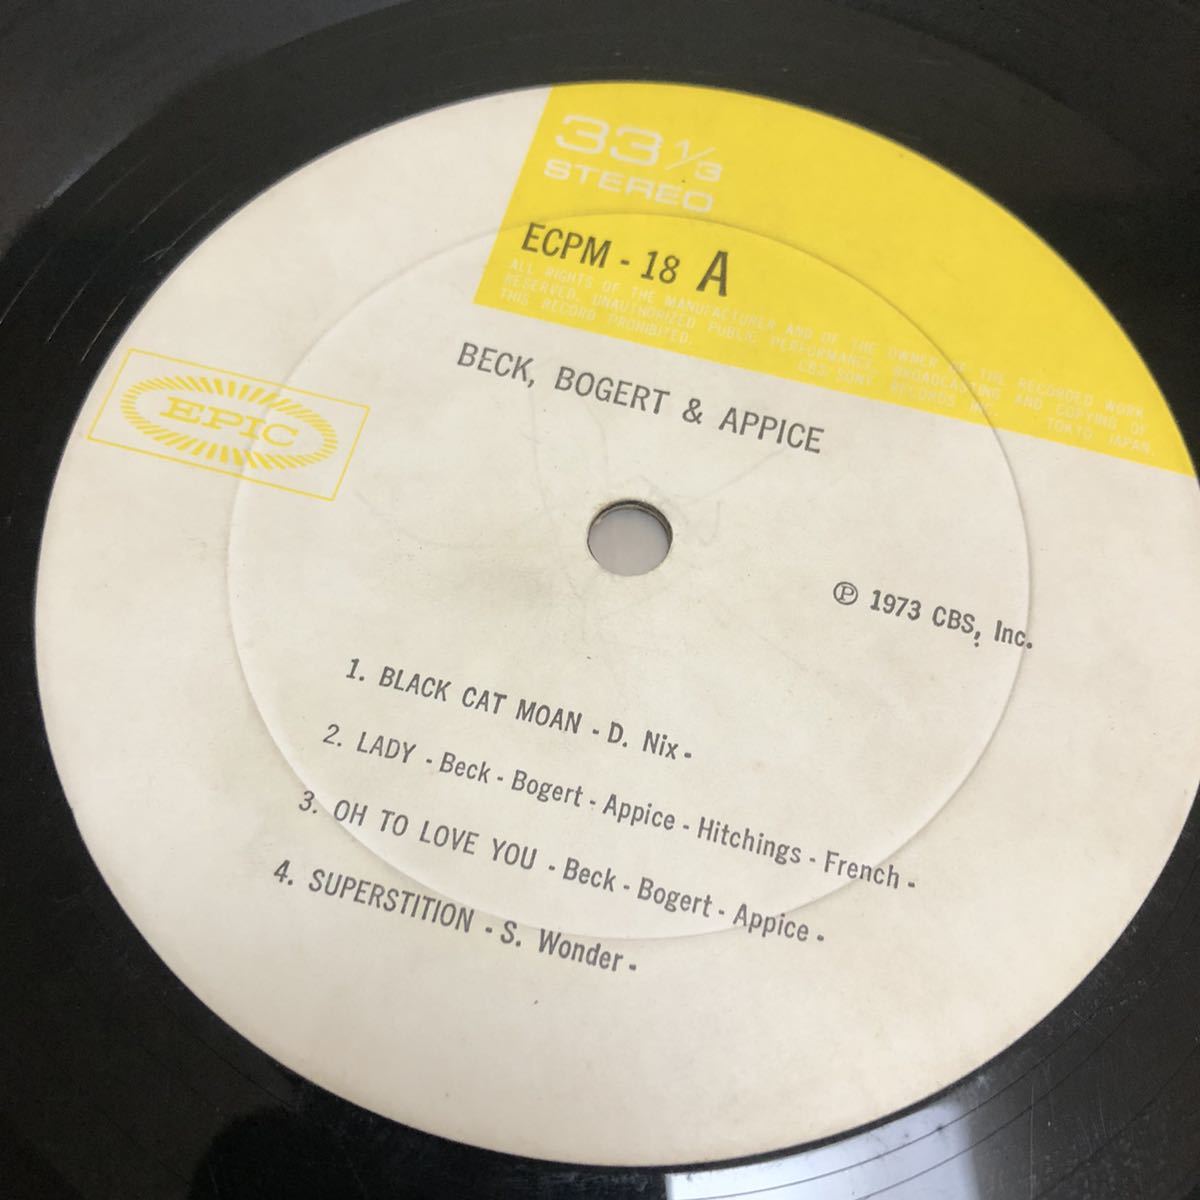 33 1/3
STEREO
ECPM - 18 A
ALL RIGHTS OF THE MANUFACTURER AND OF THE OWNER OF THE RECORDED WORK
RESERVED. UNAUTHORIZED PUBLIC PERFORMANCE, BROADCASTING AND COPYING OF
THIS RECORD PROHIBITED. CBS/SONY RECORDS INC. TOKYO JAPAN.
BECK, BOGERT & APPICE
EPIC
℗ 1973 CBS, Inc.
1. BLACK CAT MOAN - D. Nix -
2. LADY - Beck - Bogert - Appice - Hitchings - French -
3. OH TO LOVE YOU - Beck - Bogert - Appice -
4. SUPERSTITION - S. Wonder -